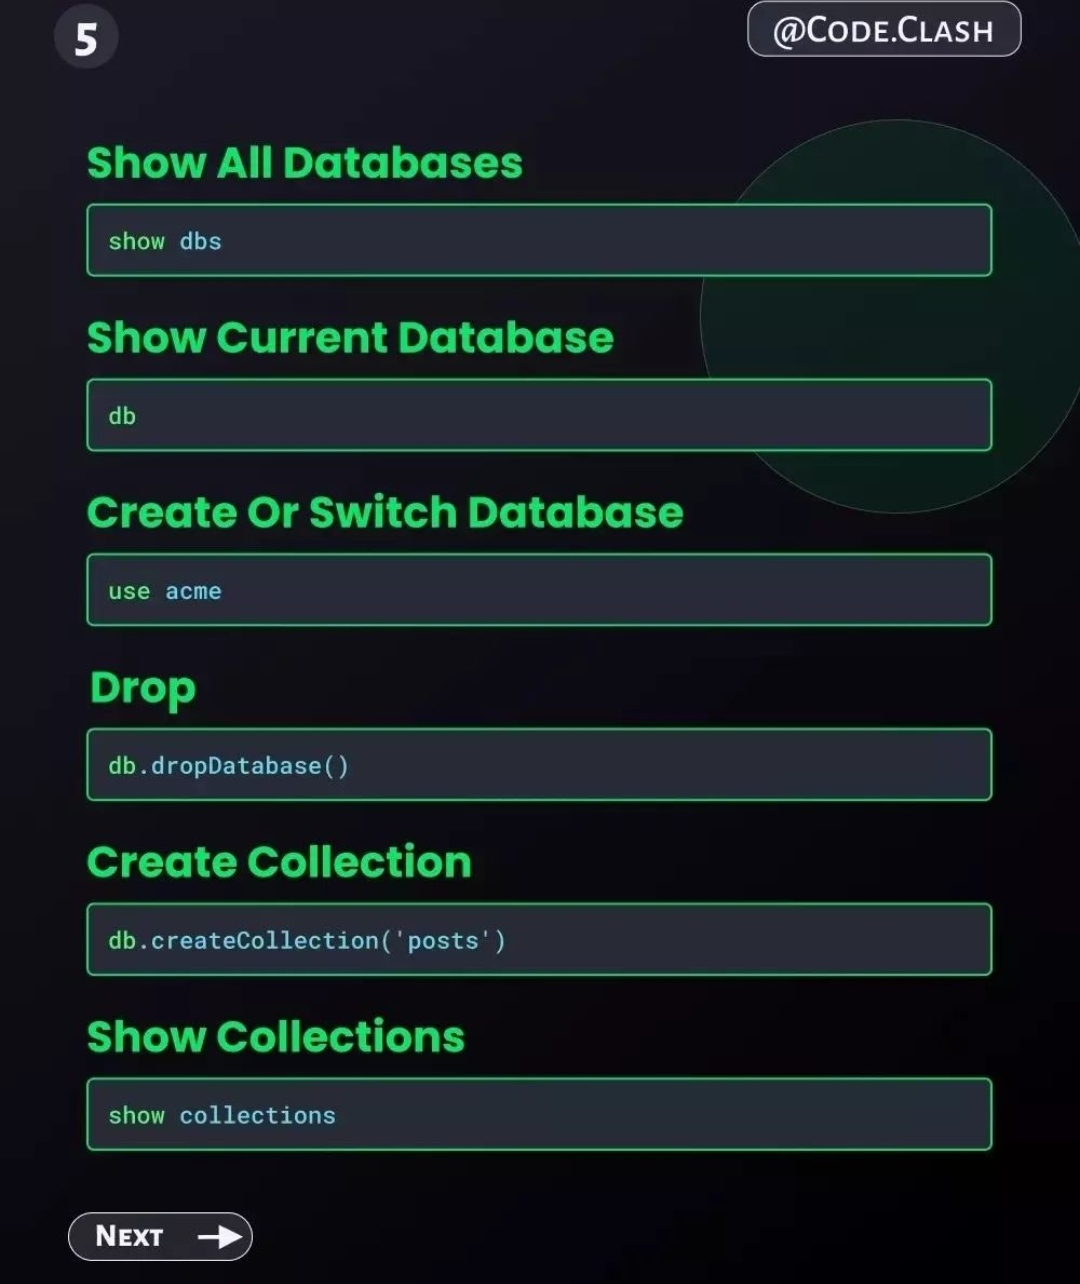 5
@Code.Clash
Show All Databases
show dbs
Show Current Database
db
Create Or Switch Database
use acme
Drop
db.dropDatabase()
Create Collection
db.createCollection('posts')
Show Collections
show collections
Next